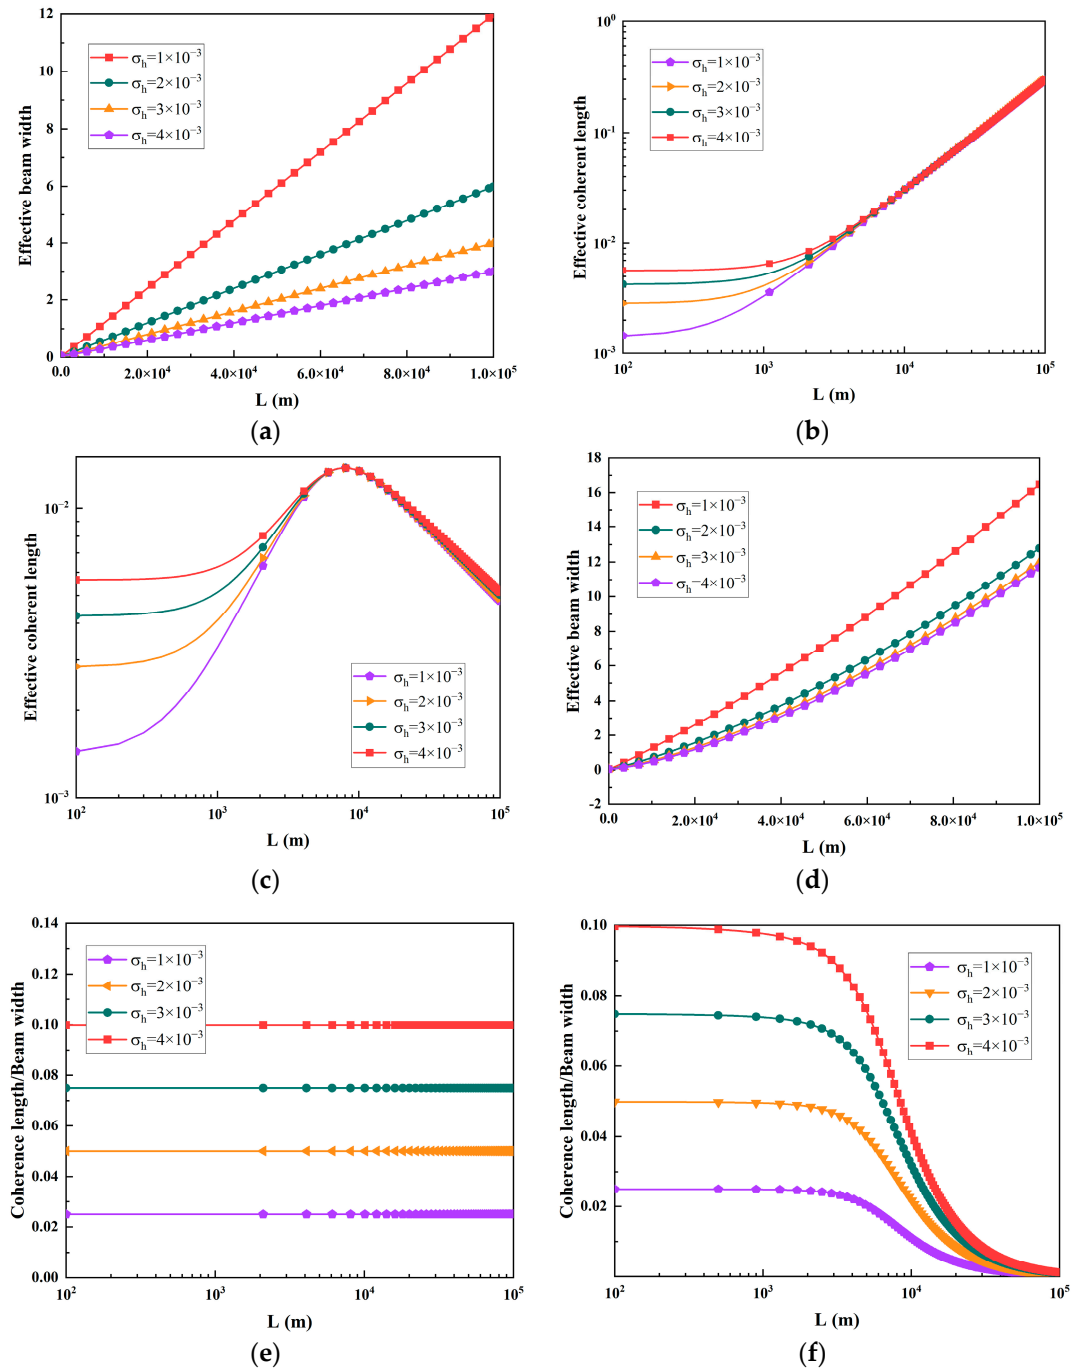 12
10
8
6
4
2
0
Effective beam width
σh=1×10⁻³
σh=2×10⁻³
σh=3×10⁻³
σh=4×10⁻³
0.0 2.0×10⁴ 4.0×10⁴ 6.0×10⁴ 8.0×10⁴ 1.0×10⁵
L (m)
(a)
10⁰
10⁻¹
10⁻²
10⁻³
Effective coherent length
σh=1×10⁻³
σh=2×10⁻³
σh=3×10⁻³
σh=4×10⁻³
10² 10³ 10⁴ 10⁵
L (m)
(b)
10⁻²
10⁻³
Effective coherent length
σh=1×10⁻³
σh=2×10⁻³
σh=3×10⁻³
σh=4×10⁻³
10² 10³ 10⁴ 10⁵
L (m)
(c)
18
16
14
12
10
8
6
4
2
0
-2
Effective beam width
σh=1×10⁻³
σh=2×10⁻³
σh=3×10⁻³
σh=4×10⁻³
0.0 2.0×10⁴ 4.0×10⁴ 6.0×10⁴ 8.0×10⁴ 1.0×10⁵
L (m)
(d)
0.14
0.12
0.10
0.08
0.06
0.04
0.02
0.00
Coherence length/Beam width
σh=1×10⁻³
σh=2×10⁻³
σh=3×10⁻³
σh=4×10⁻³
10² 10³ 10⁴ 10⁵
L (m)
(e)
0.10
0.08
0.06
0.04
0.02
Coherence length/Beam width
σh=1×10⁻³
σh=2×10⁻³
σh=3×10⁻³
σh=4×10⁻³
10² 10³ 10⁴ 10⁵
L (m)
(f)